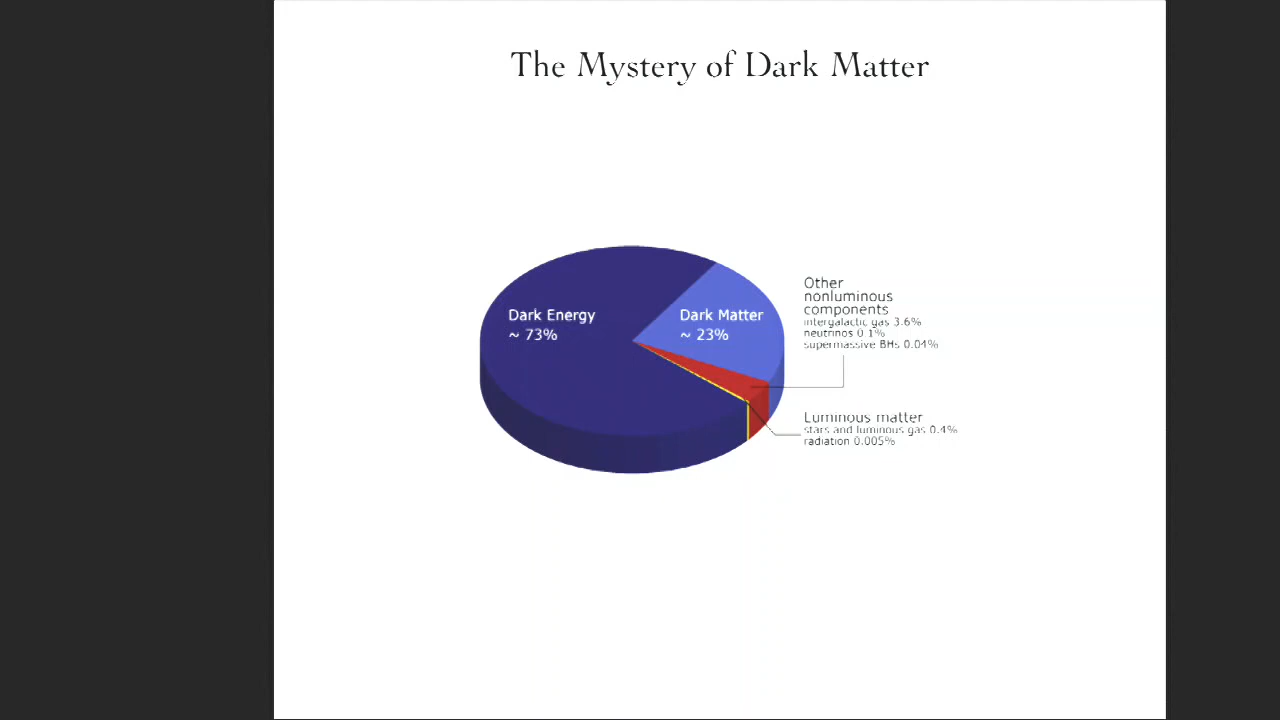 The Mystery of Dark Matter
Dark Energy
~ 73%
Dark Matter
~ 23%
Other
nonluminous
components
intergalactic gas 3.6%
neutrinos 0.1%
supermassive BHs 0.04%
Luminous matter
stars and luminous gas 0.4%
radiation 0.005%